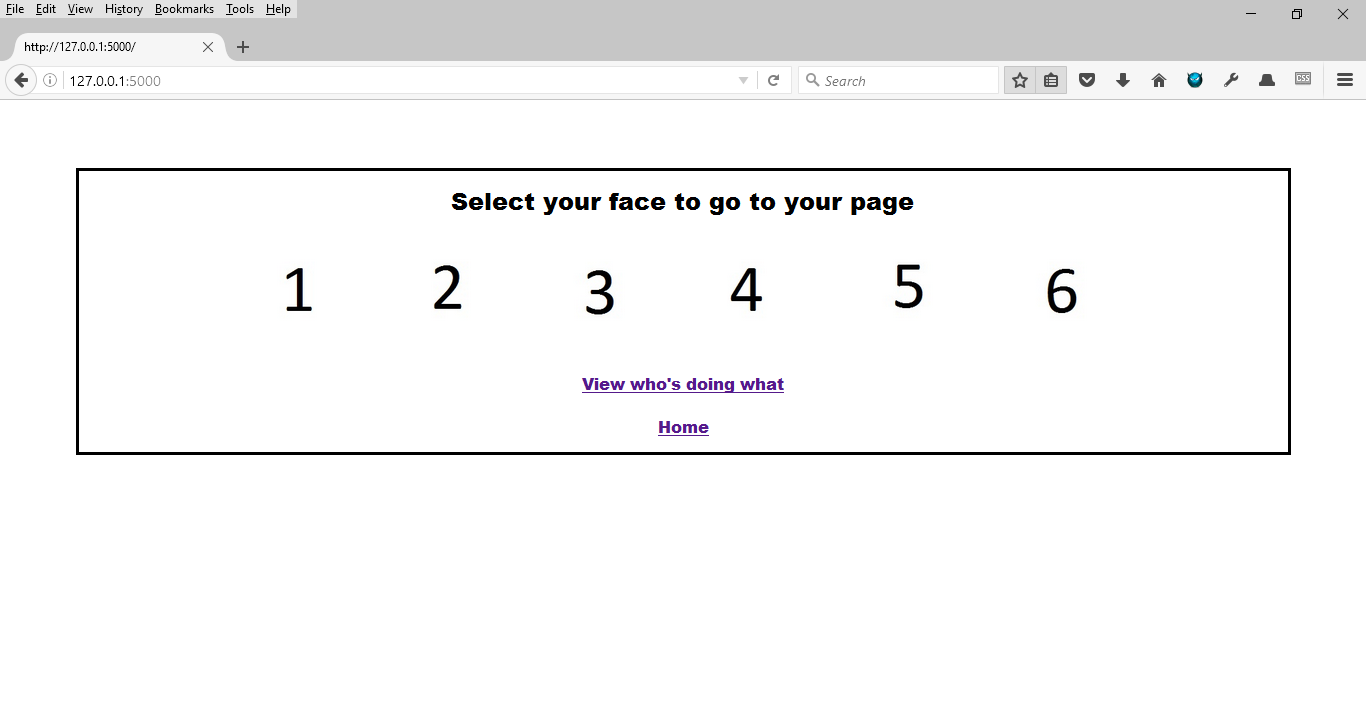 File Edit View History Bookmarks Tools Help
http://127.0.0.1:5000/
127.0.0.1:5000
Search
CSS
Select your face to go to your page
1 2 3 4 5 6
View who's doing what
Home